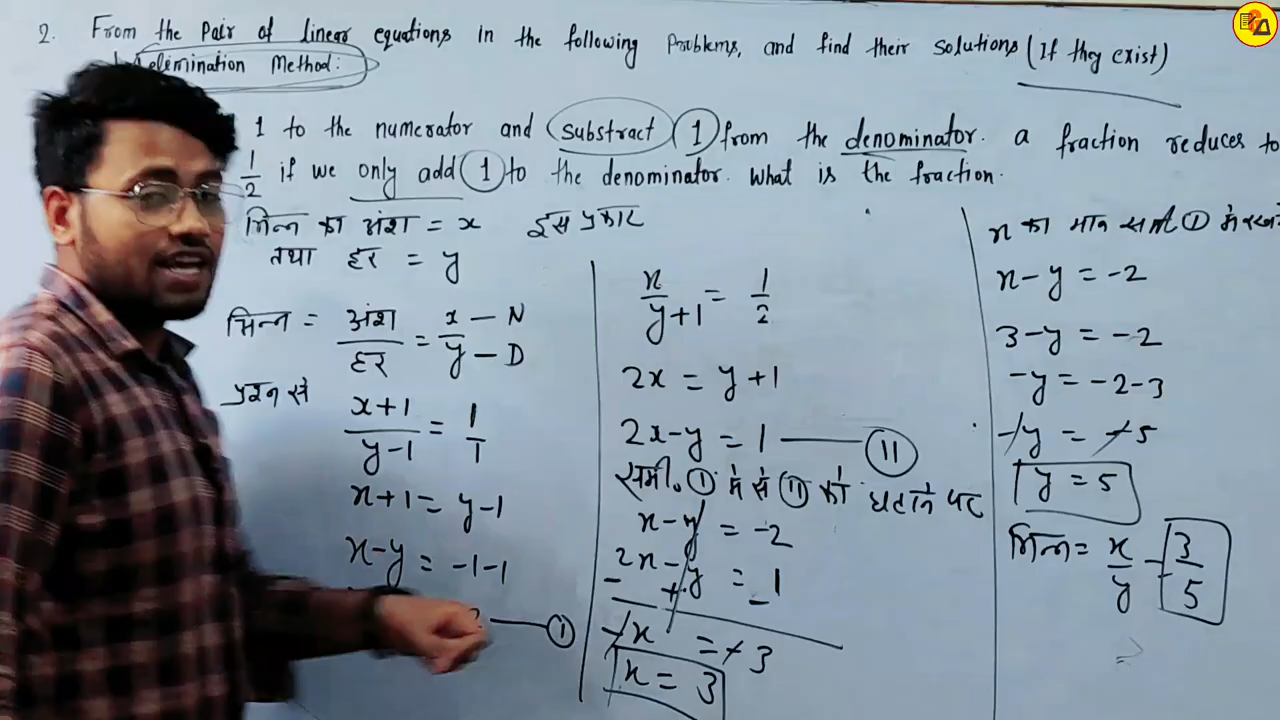 2. From the Pair of linear equations in the following Problems, and find their solutions (If they exist)
elimination Method:
1 to the numerator and substract 1 from the denominator. a fraction reduces to
1/2 if we only add 1 to the denominator. What is the fraction.
भिन्न का अंश = x
तथा हर = y
भिन्न = अंश/हर = x/y – N – D
प्रश्न से
x+1/y-1 = 1/1
x+1 = y-1
x-y = -1-1
I
इस प्रकार
x/y+1 = 1/2
2x = y+1
2x-y = 1 — II
समी. I में से II को घटाने पर
x-y = -2
2x-y = 1
- + -
-x = -3
x = 3
x का मान समी I में
x-y = -2
3-y = -2
-y = -2-3
-y = -5
y = 5
भिन्न = x/y = 3/5